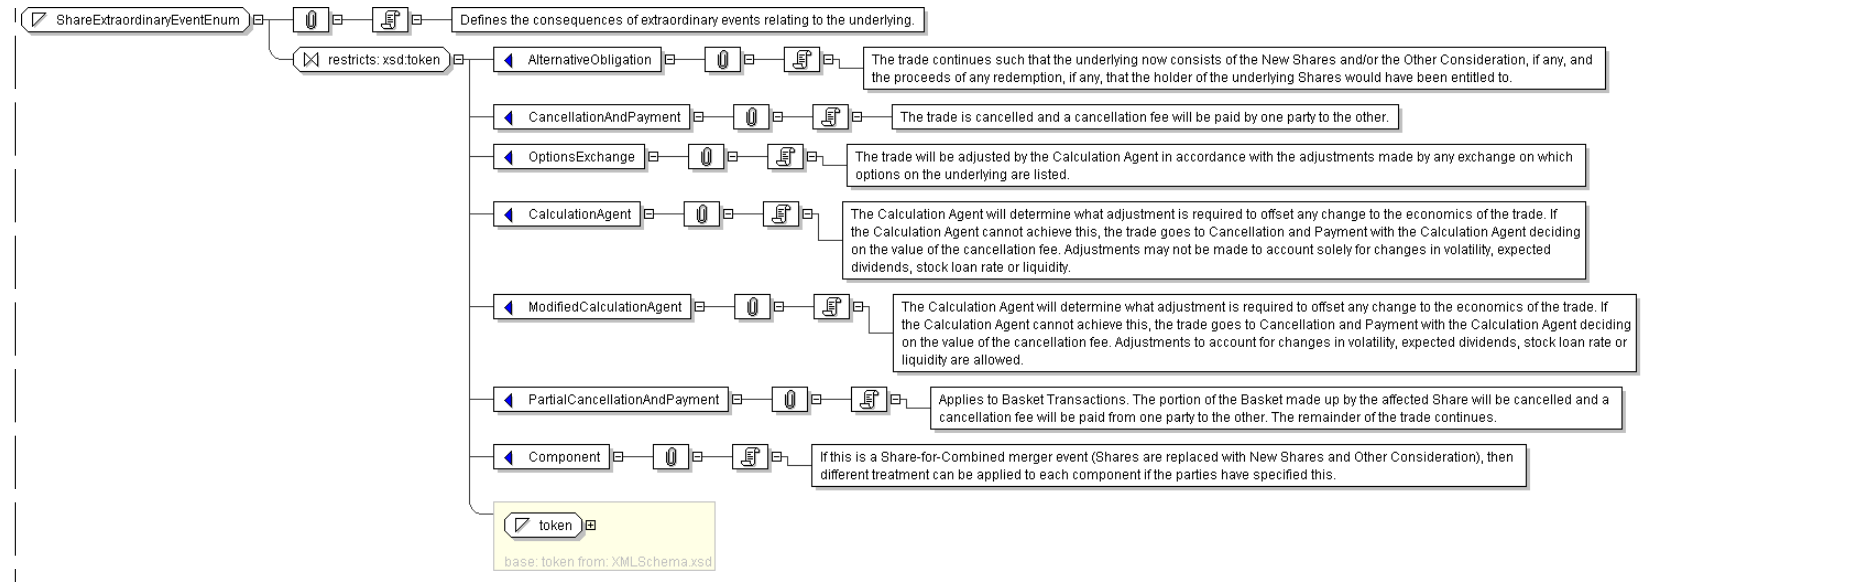 ShareExtraordinaryEventEnum
Defines the consequences of extraordinary events relating to the underlying.
restricts: xsd:token
AlternativeObligation
The trade continues such that the underlying now consists of the New Shares and/or the Other Consideration, if any, and
the proceeds of any redemption, if any, that the holder of the underlying Shares would have been entitled to.
CancellationAndPayment
The trade is cancelled and a cancellation fee will be paid by one party to the other.
OptionsExchange
The trade will be adjusted by the Calculation Agent in accordance with the adjustments made by any exchange on which
options on the underlying are listed.
CalculationAgent
The Calculation Agent will determine what adjustment is required to offset any change to the economics of the trade. If
the Calculation Agent cannot achieve this, the trade goes to Cancellation and Payment with the Calculation Agent deciding
on the value of the cancellation fee. Adjustments may not be made to account solely for changes in volatility, expected
dividends, stock loan rate or liquidity.
ModifiedCalculationAgent
The Calculation Agent will determine what adjustment is required to offset any change to the economics of the trade. If
the Calculation Agent cannot achieve this, the trade goes to Cancellation and Payment with the Calculation Agent deciding
on the value of the cancellation fee. Adjustments to account for changes in volatility, expected dividends, stock loan rate or
liquidity are allowed.
PartialCancellationAndPayment
Applies to Basket Transactions. The portion of the Basket made up by the affected Share will be cancelled and a
cancellation fee will be paid from one party to the other. The remainder of the trade continues.
Component
If this is a Share-for-Combined merger event (Shares are replaced with New Shares and Other Consideration), then
different treatment can be applied to each component if the parties have specified this.
token
base: token from: XMLSchema.xsd